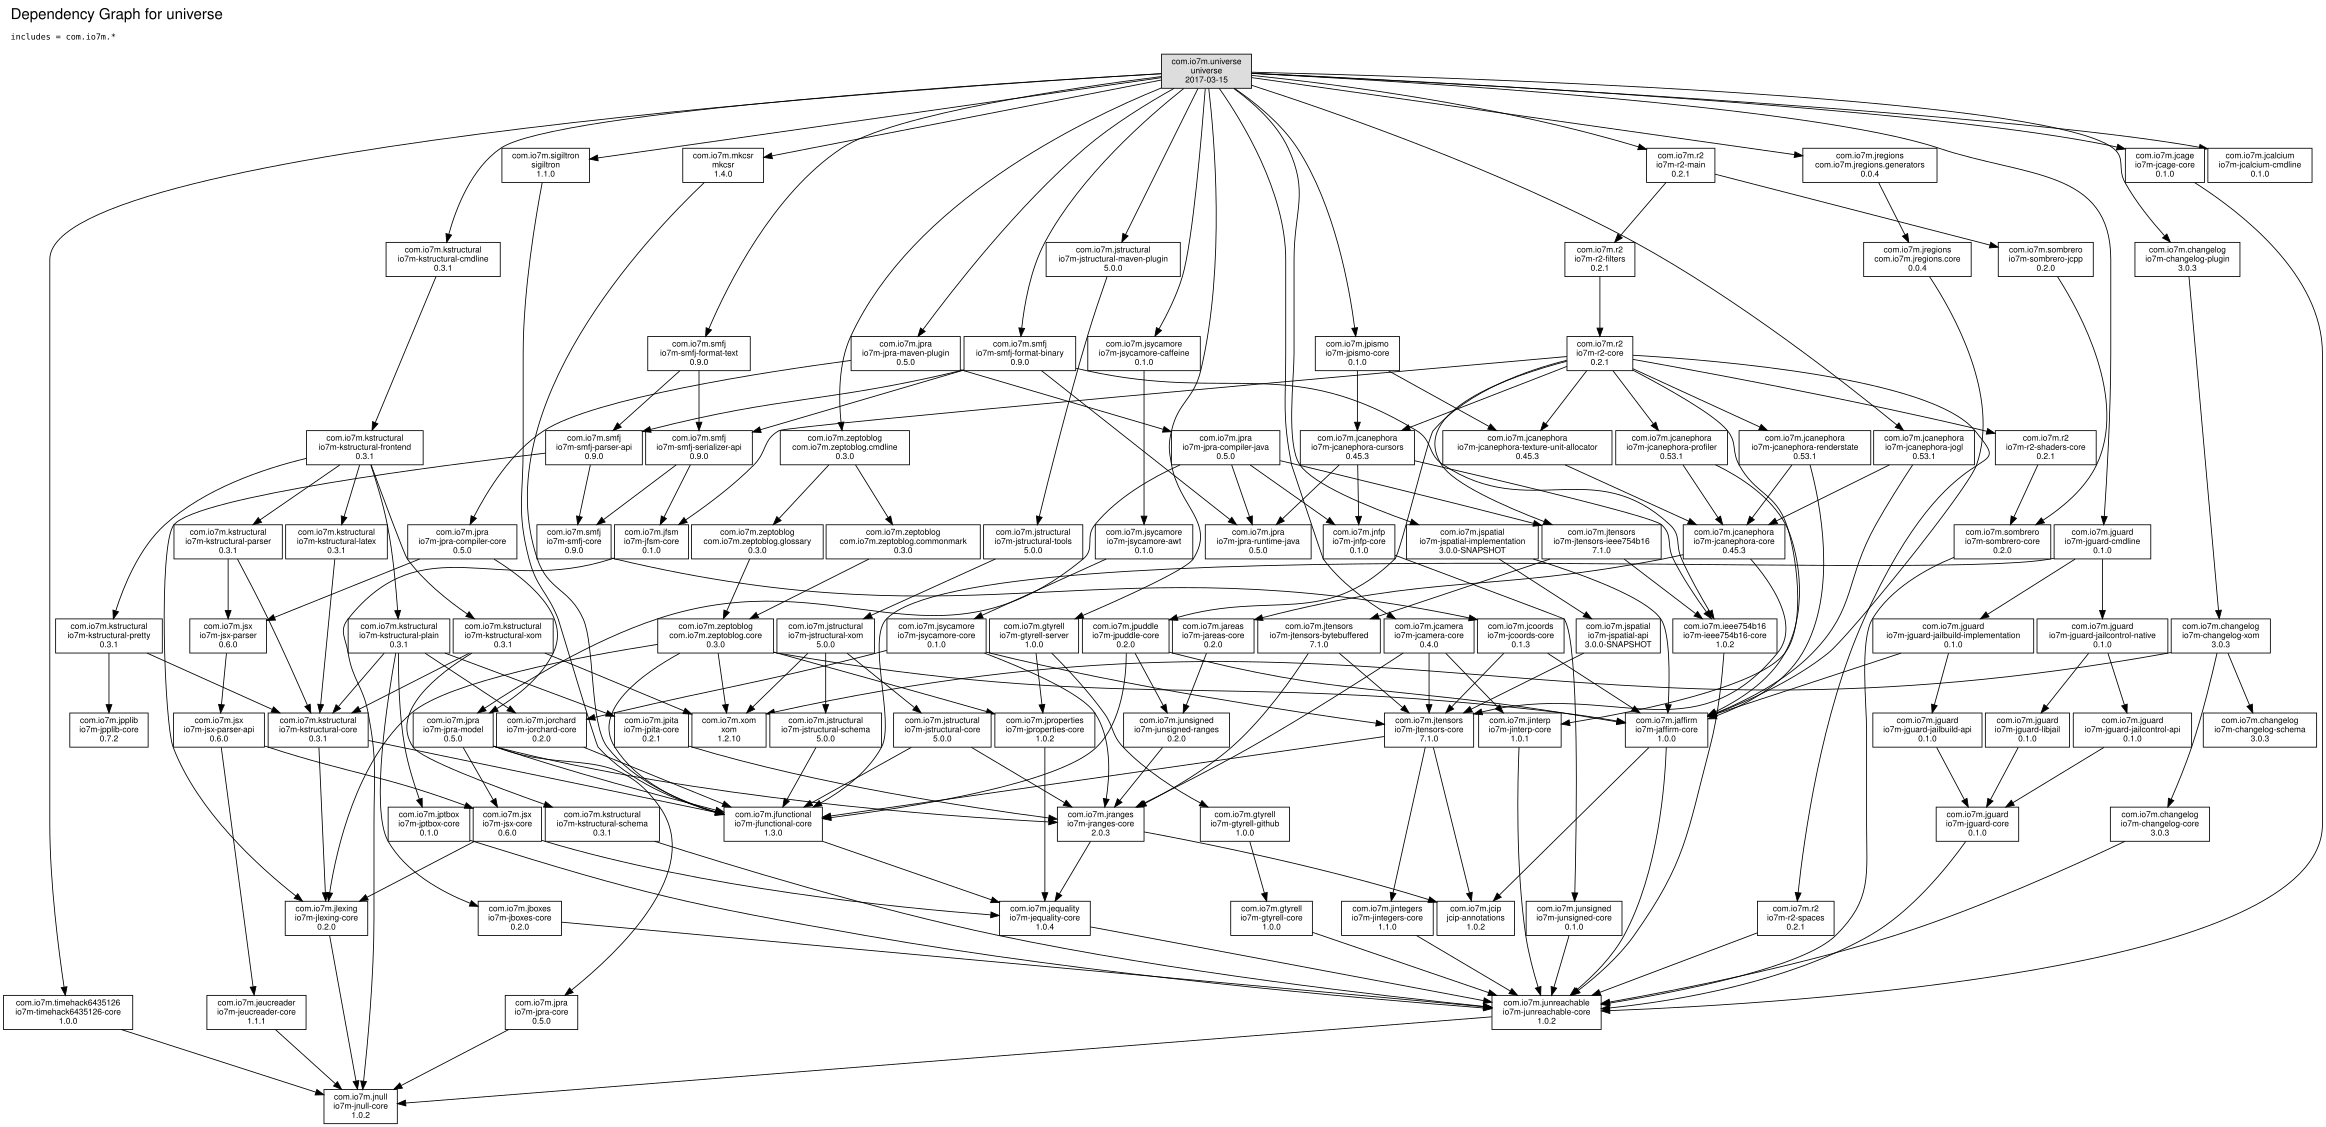 Dependency Graph for universe
includes = com.io7m.*
com.io7m.universe
universe
2017-03-15
com.io7m.sigiltron
sigiltron
1.1.0
com.io7m.mkcsr
mkcsr
1.4.0
com.io7m.r2
io7m-r2-main
0.2.1
com.io7m.jregions
com.io7m.jregions.generators
0.0.4
com.io7m.jcage
io7m-jcage-core
0.1.0
com.io7m.jcalcium
io7m-jcalcium-cmdline
0.1.0
com.io7m.kstructural
io7m-kstructural-cmdline
0.3.1
com.io7m.jstructural
io7m-jstructural-maven-plugin
5.0.0
com.io7m.r2
io7m-r2-filters
0.2.1
com.io7m.jregions
com.io7m.jregions.core
0.0.4
com.io7m.sombrero
io7m-sombrero-jcpp
0.2.0
com.io7m.changelog
io7m-changelog-plugin
3.0.3
com.io7m.smfj
io7m-smfj-format-text
0.9.0
com.io7m.jpra
io7m-jpra-maven-plugin
0.5.0
com.io7m.smfj
io7m-smfj-format-binary
0.9.0
com.io7m.jsycamore
io7m-jsycamore-caffeine
0.1.0
com.io7m.jpismo
io7m-jpismo-core
0.1.0
com.io7m.r2
io7m-r2-core
0.2.1
com.io7m.kstructural
io7m-kstructural-frontend
0.3.1
com.io7m.smfj
io7m-smfj-parser-api
0.9.0
com.io7m.smfj
io7m-smfj-serializer-api
0.9.0
com.io7m.zeptoblog
com.io7m.zeptoblog.cmdline
0.3.0
com.io7m.jpra
io7m-jpra-compiler-java
0.5.0
com.io7m.jcanephora
io7m-jcanephora-cursors
0.45.3
com.io7m.jcanephora
io7m-jcanephora-texture-unit-allocator
0.45.3
com.io7m.jcanephora
io7m-jcanephora-profiler
0.53.1
com.io7m.jcanephora
io7m-jcanephora-renderstate
0.53.1
com.io7m.jcanephora
io7m-jcanephora-jogl
0.53.1
com.io7m.r2
io7m-r2-shaders-core
0.2.1
com.io7m.kstructural
io7m-kstructural-parser
0.3.1
com.io7m.kstructural
io7m-kstructural-latex
0.3.1
com.io7m.jpra
io7m-jpra-compiler-core
0.5.0
com.io7m.smfj
io7m-smfj-core
0.9.0
com.io7m.jfsm
io7m-jfsm-core
0.1.0
com.io7m.zeptoblog
com.io7m.zeptoblog.glossary
0.3.0
com.io7m.zeptoblog
com.io7m.zeptoblog.commonmark
0.3.0
com.io7m.jstructural
io7m-jstructural-tools
5.0.0
com.io7m.jsycamore
io7m-jsycamore-awt
0.1.0
com.io7m.jpra
io7m-jpra-runtime-java
0.5.0
com.io7m.jnfp
io7m-jnfp-core
0.1.0
com.io7m.jspatial
io7m-jspatial-implementation
3.0.0-SNAPSHOT
com.io7m.jtensors
io7m-jtensors-ieee754b16
7.1.0
com.io7m.jcanephora
io7m-jcanephora-core
0.45.3
com.io7m.sombrero
io7m-sombrero-core
0.2.0
com.io7m.jguard
io7m-jguard-cmdline
0.1.0
com.io7m.kstructural
io7m-kstructural-pretty
0.3.1
com.io7m.jsx
io7m-jsx-parser
0.6.0
com.io7m.kstructural
io7m-kstructural-plain
0.3.1
com.io7m.kstructural
io7m-kstructural-xom
0.3.1
com.io7m.zeptoblog
com.io7m.zeptoblog.core
0.3.0
com.io7m.jstructural
io7m-jstructural-xom
5.0.0
com.io7m.jsycamore
io7m-jsycamore-core
0.1.0
com.io7m.gtyrell
io7m-gtyrell-server
1.0.0
com.io7m.jpuddle
io7m-jpuddle-core
0.2.0
com.io7m.jareas
io7m-jareas-core
0.2.0
com.io7m.jtensors
io7m-jtensors-bytebuffered
7.1.0
com.io7m.jcamera
io7m-jcamera-core
0.4.0
com.io7m.jcoords
io7m-jcoords-core
0.1.3
com.io7m.jspatial
io7m-jspatial-api
3.0.0-SNAPSHOT
com.io7m.ieee754b16
io7m-ieee754b16-core
1.0.2
com.io7m.jguard
io7m-jguard-jailbuild-implementation
0.1.0
com.io7m.jguard
io7m-jguard-jailcontrol-native
0.1.0
com.io7m.changelog
io7m-changelog-xom
3.0.3
com.io7m.jpplib
io7m-jpplib-core
0.7.2
com.io7m.jsx
io7m-jsx-parser-api
0.6.0
com.io7m.kstructural
io7m-kstructural-core
0.3.1
com.io7m.jpra
io7m-jpra-model
0.5.0
com.io7m.jorchard
io7m-jorchard-core
0.2.0
com.io7m.jpita
io7m-jpita-core
0.2.1
com.io7m.xom
xom
1.2.10
com.io7m.jstructural
io7m-jstructural-schema
5.0.0
com.io7m.jstructural
io7m-jstructural-core
5.0.0
com.io7m.jproperties
io7m-jproperties-core
1.0.2
com.io7m.junsigned
io7m-junsigned-ranges
0.2.0
com.io7m.jtensors
io7m-jtensors-core
7.1.0
com.io7m.jinterp
io7m-jinterp-core
1.0.1
com.io7m.jaffirm
io7m-jaffirm-core
1.0.0
com.io7m.jguard
io7m-jguard-jailbuild-api
0.1.0
com.io7m.jguard
io7m-jguard-libjail
0.1.0
com.io7m.jguard
io7m-jguard-jailcontrol-api
0.1.0
com.io7m.changelog
io7m-changelog-schema
3.0.3
com.io7m.jptbox
io7m-jptbox-core
0.1.0
com.io7m.jsx
io7m-jsx-core
0.6.0
com.io7m.kstructural
io7m-kstructural-schema
0.3.1
com.io7m.jfunctional
io7m-jfunctional-core
1.3.0
com.io7m.jranges
io7m-jranges-core
2.0.3
com.io7m.gtyrell
io7m-gtyrell-github
1.0.0
com.io7m.jguard
io7m-jguard-core
0.1.0
com.io7m.changelog
io7m-changelog-core
3.0.3
com.io7m.jlexing
io7m-jlexing-core
0.2.0
com.io7m.jboxes
io7m-jboxes-core
0.2.0
com.io7m.jequality
io7m-jequality-core
1.0.4
com.io7m.gtyrell
io7m-gtyrell-core
1.0.0
com.io7m.jintegers
io7m-jintegers-core
1.1.0
com.io7m.jcip
jcip-annotations
1.0.2
com.io7m.junsigned
io7m-junsigned-core
0.1.0
com.io7m.r2
io7m-r2-spaces
0.2.1
com.io7m.timehack6435126
io7m-timehack6435126-core
1.0.0
com.io7m.jeucreader
io7m-jeucreader-core
1.1.1
com.io7m.jpra
io7m-jpra-core
0.5.0
com.io7m.junreachable
io7m-junreachable-core
1.0.2
com.io7m.jnull
io7m-jnull-core
1.0.2